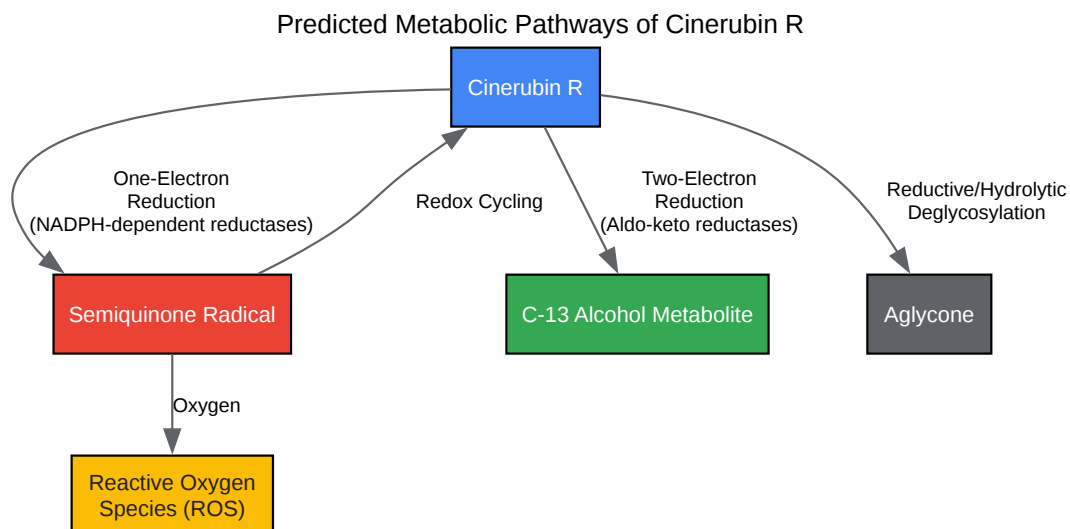 Predicted Metabolic Pathways of Cinerubin R
Cinerubin R
One-Electron
Reduction
(NADPH-dependent reductases)
Redox Cycling
Two-Electron
Reduction
(Aldo-keto reductases)
Reductive/Hydrolytic
Deglycosylation
Semiquinone Radical
C-13 Alcohol Metabolite
Aglycone
Oxygen
Reactive Oxygen
Species (ROS)